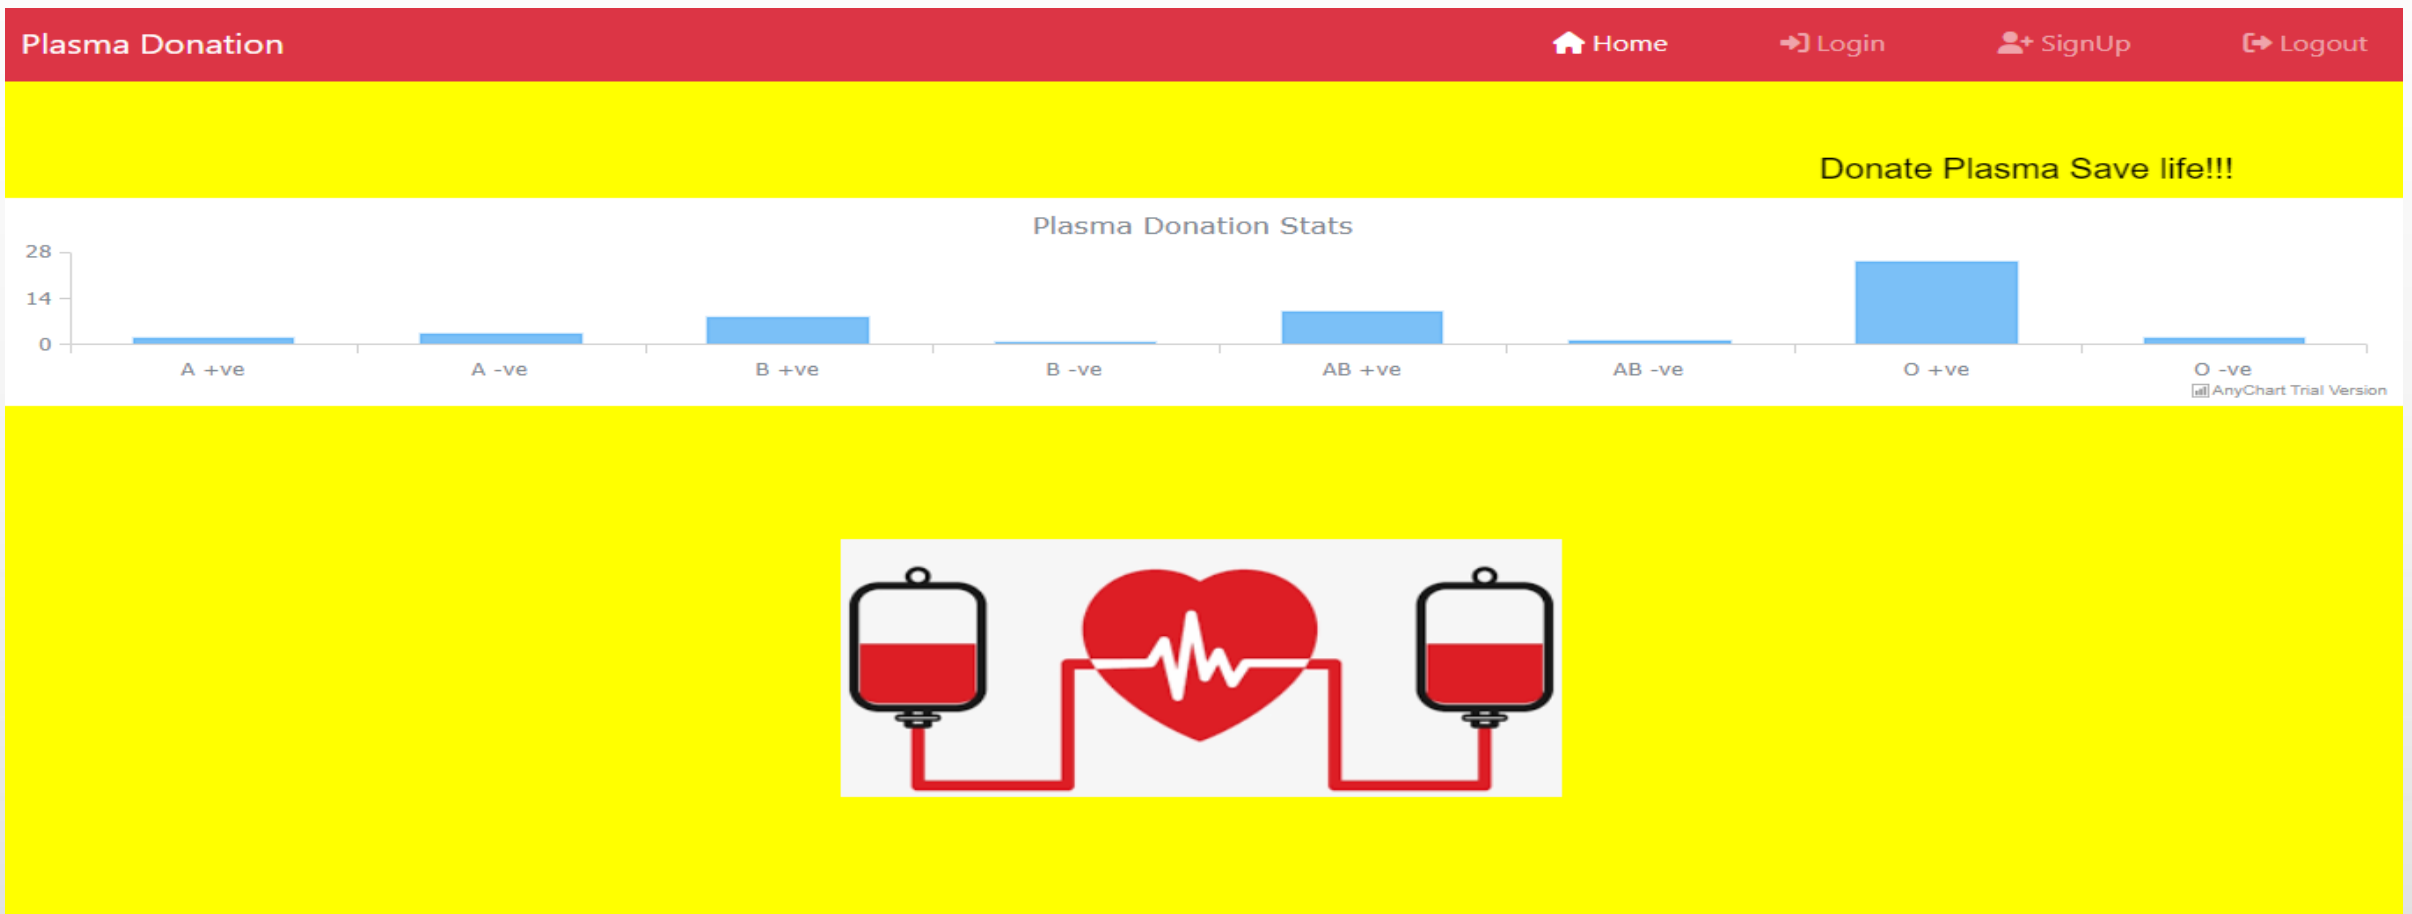 Plasma Donation Home Login SignUp Logout
Donate Plasma Save life!!!
Plasma Donation Stats
28
14
0
A +ve A -ve B +ve B -ve AB +ve AB -ve O +ve O -ve
AnyChart Trial Version